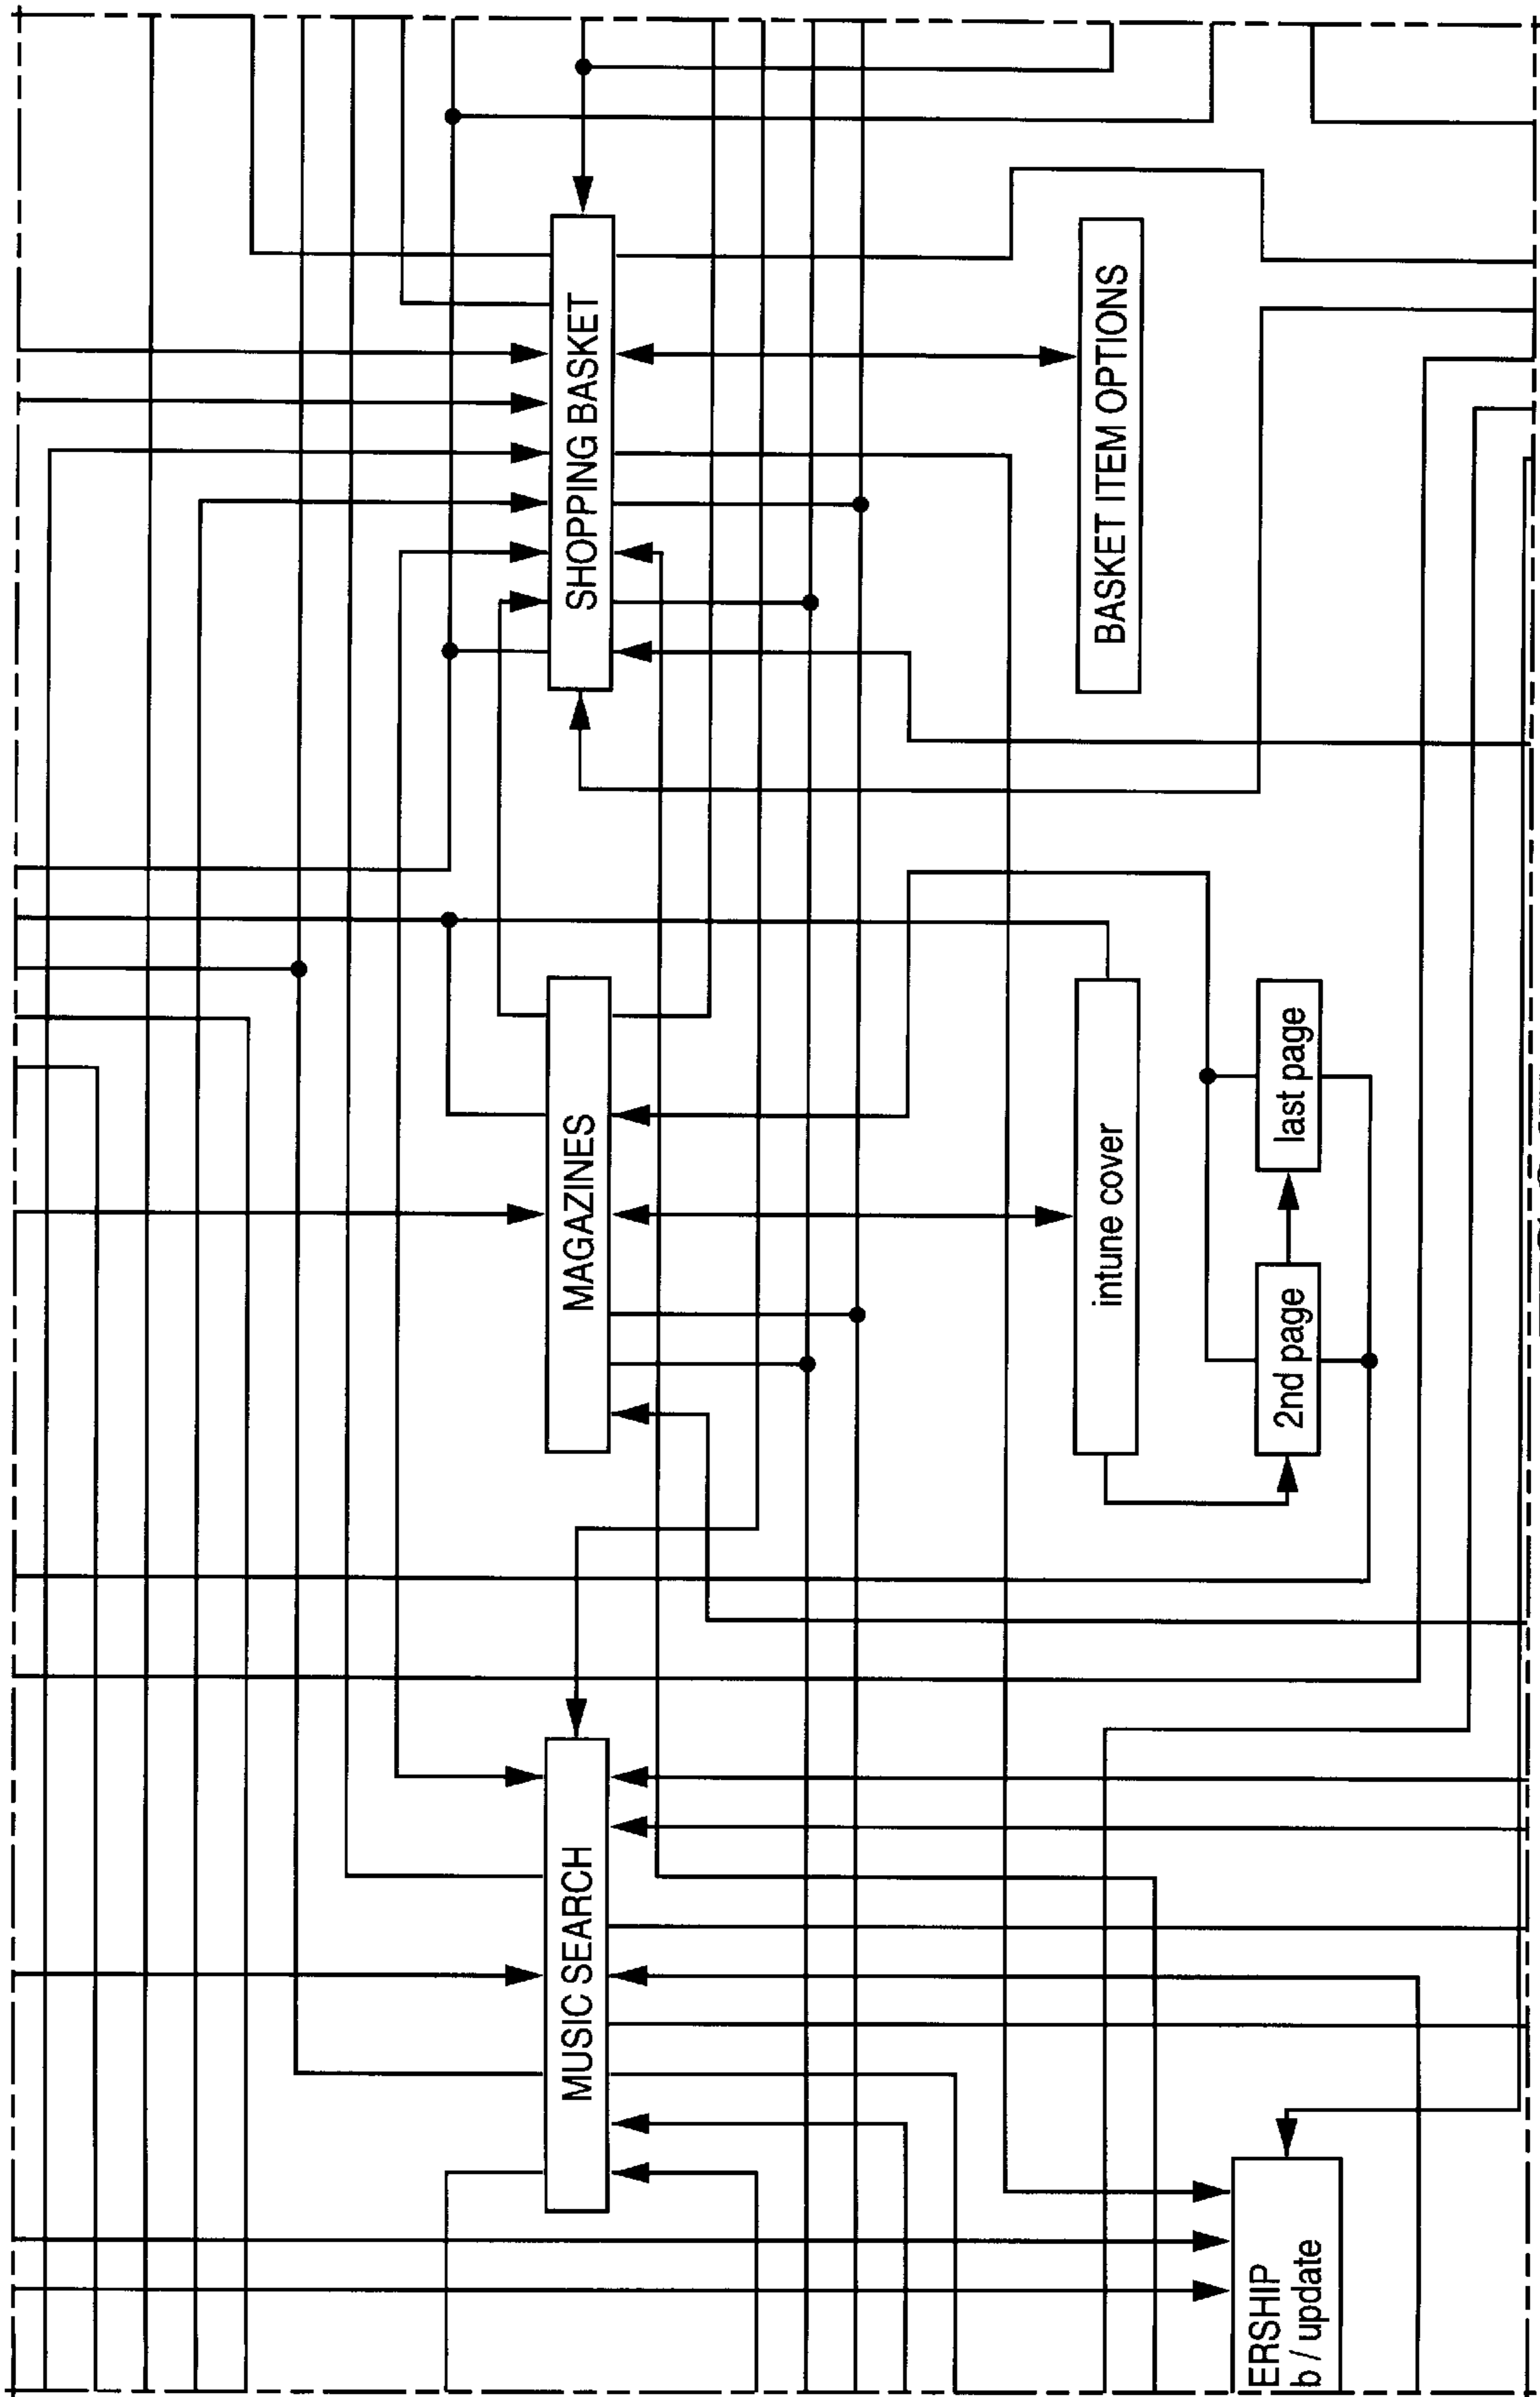 MUSIC SEARCH
MAGAZINES
SHOPPING BASKET
ERSHIP
b / update
intune cover
BASKET ITEM OPTIONS
2nd page
last page